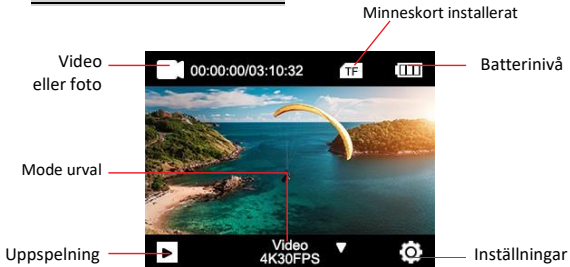 Minneskort installerat
Video
eller foto
00:00:00/03:10:32
TF
Batterinivå
Mode urval
Uppspelning
Video
4K30FPS
Inställningar